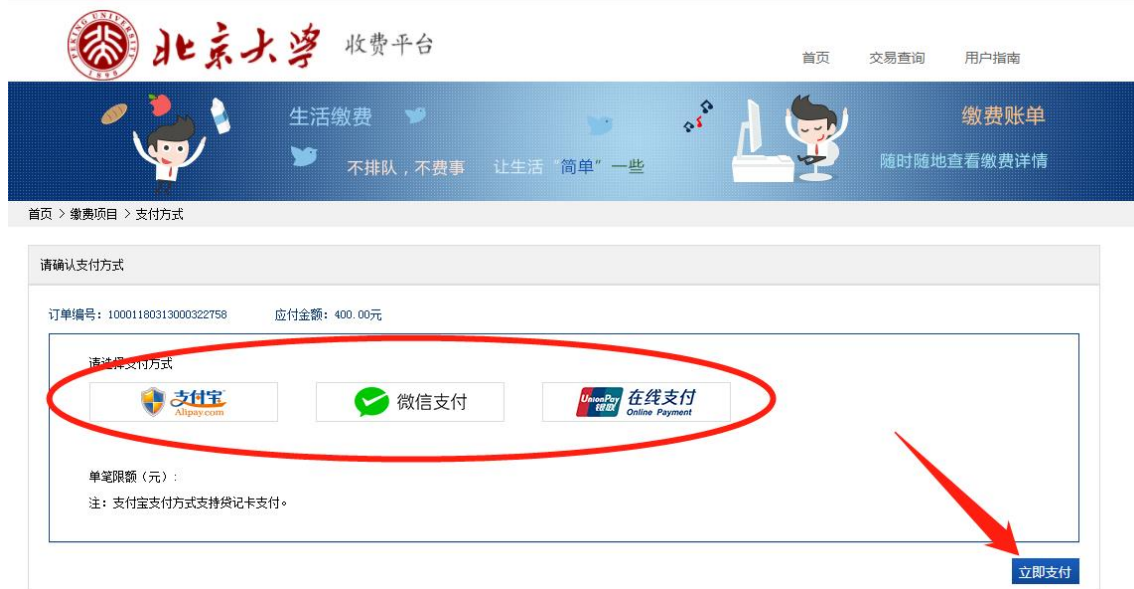 PEKING UNIVERSITY
1898
北京大学 收费平台
首页 交易查询 用户指南
生活缴费
不排队，不费事 让生活“简单”一些
缴费账单
随时随地查看缴费详情
首页 > 缴费项目 > 支付方式
请确认支付方式
订单编号：10001180313000322758 应付金额：400.00元
请选择支付方式
支付宝 Alipay.com
微信支付
UnionPay 银联 在线支付 Online Payment
单笔限额（元）:
注：支付宝支付方式支持贷记卡支付。
立即支付